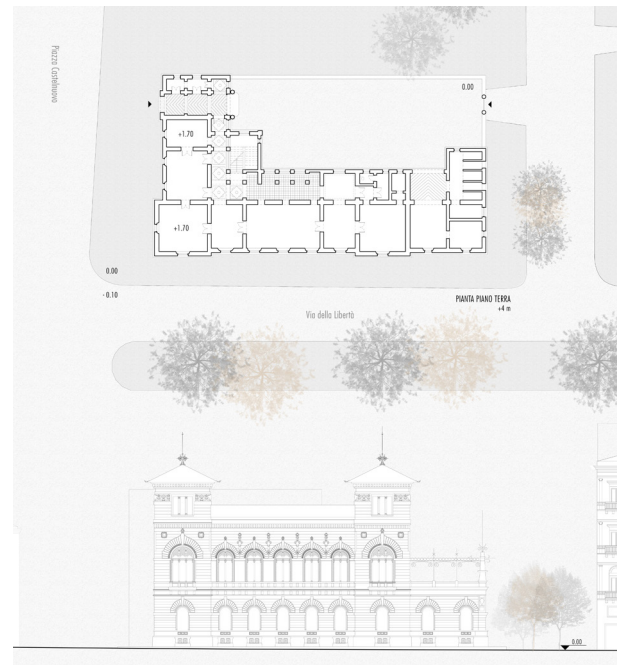 Piazza Castelnuovo
0.00
+1.70
+1.70
0.00
- 0.10
PIANTA PIANO TERRA
+4 m
Via della Libertà
0.00